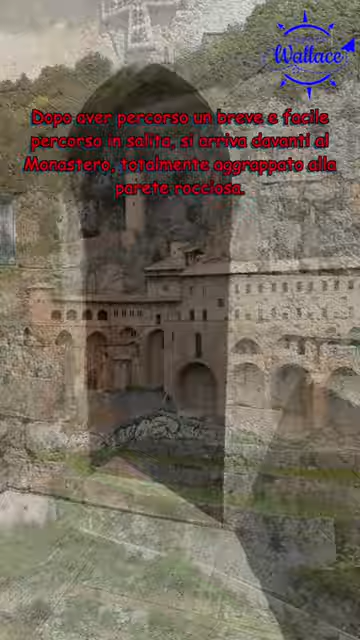 Wallace
Dopo aver percorso un breve e facile
percorso in salita, si arriva davanti al
Monastero, totalmente aggrappato alla
parete rocciosa.